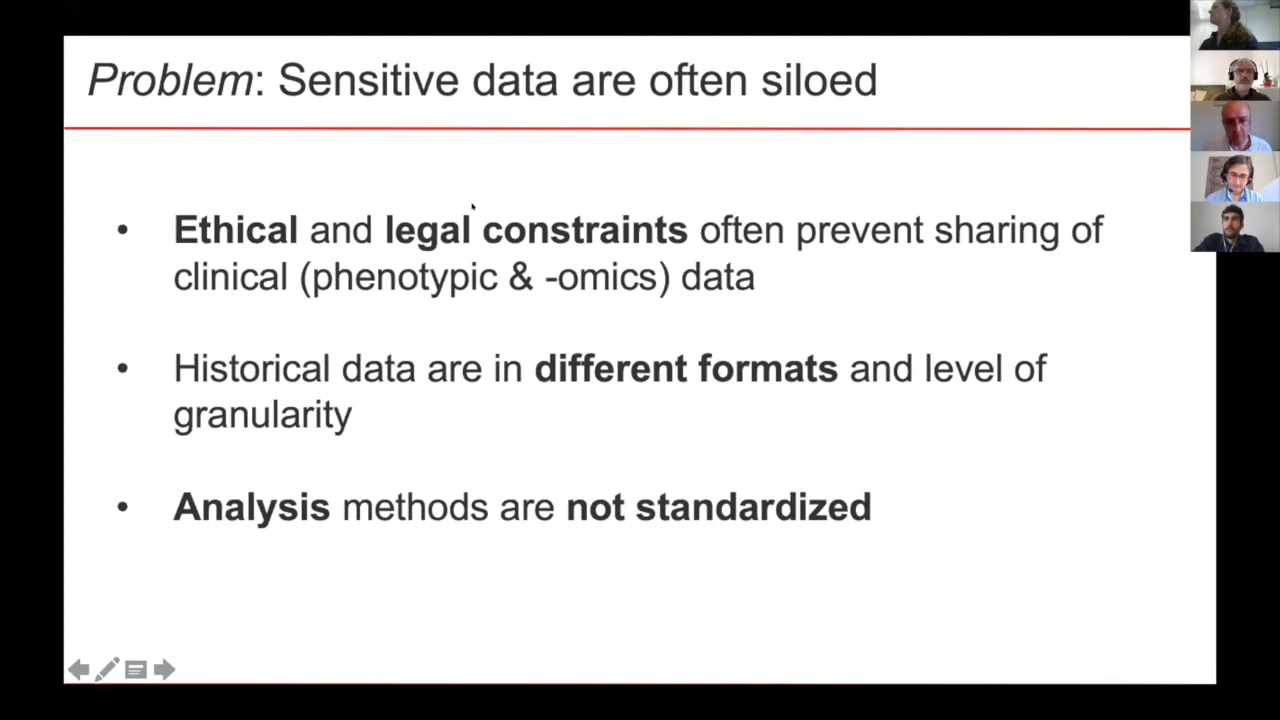 Problem: Sensitive data are often siloed
• Ethical and legal constraints often prevent sharing of
clinical (phenotypic & -omics) data
• Historical data are in different formats and level of
granularity
• Analysis methods are not standardized